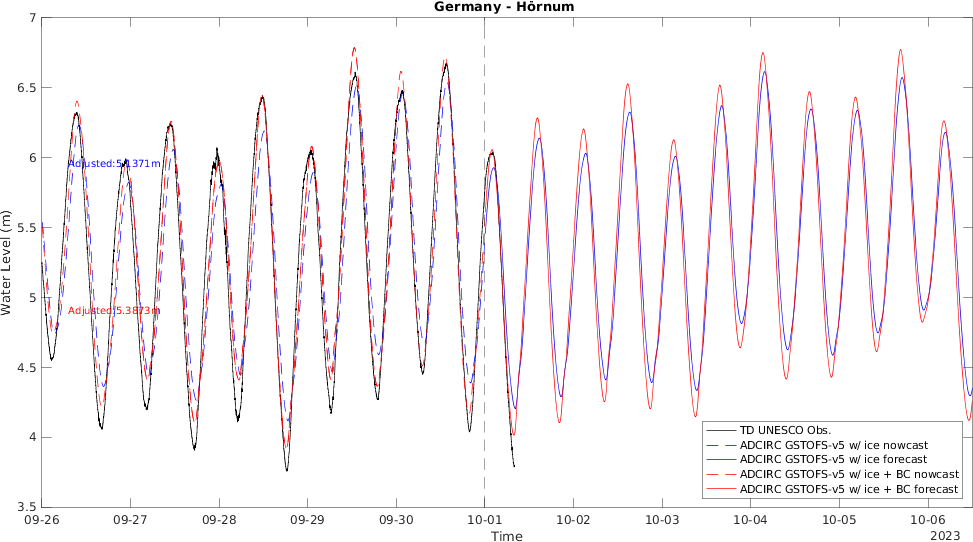 Germany - Hörnum
7
6.5
6
5.5
5
4.5
4
3.5
Water Level (m)
Adjusted:5.1371m
Adjusted:5.3873m
TD UNESCO Obs.
ADCIRC GSTOFS-v5 w/ ice nowcast
ADCIRC GSTOFS-v5 w/ ice forecast
ADCIRC GSTOFS-v5 w/ ice + BC nowcast
ADCIRC GSTOFS-v5 w/ ice + BC forecast
09-26 09-27 09-28 09-29 09-30 10-01 10-02 10-03 10-04 10-05 10-06
Time
2023